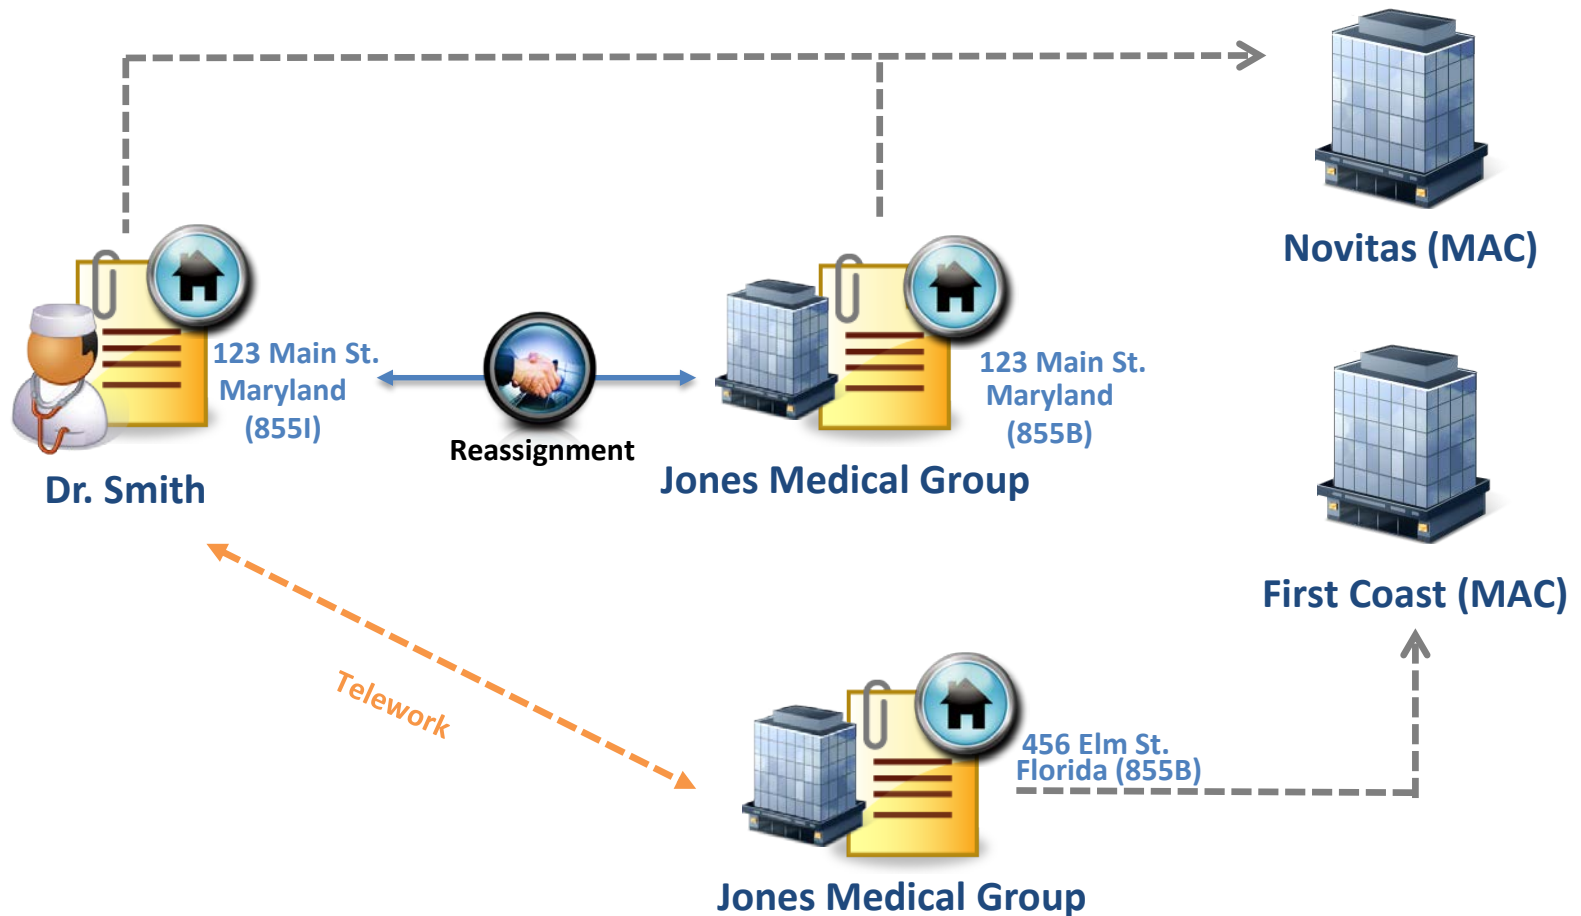 Novitas (MAC)
123 Main St.
Maryland
(855I)
Dr. Smith
Reassignment
123 Main St.
Maryland
(855B)
Jones Medical Group
First Coast (MAC)
Telework
456 Elm St.
Florida (855B)
Jones Medical Group